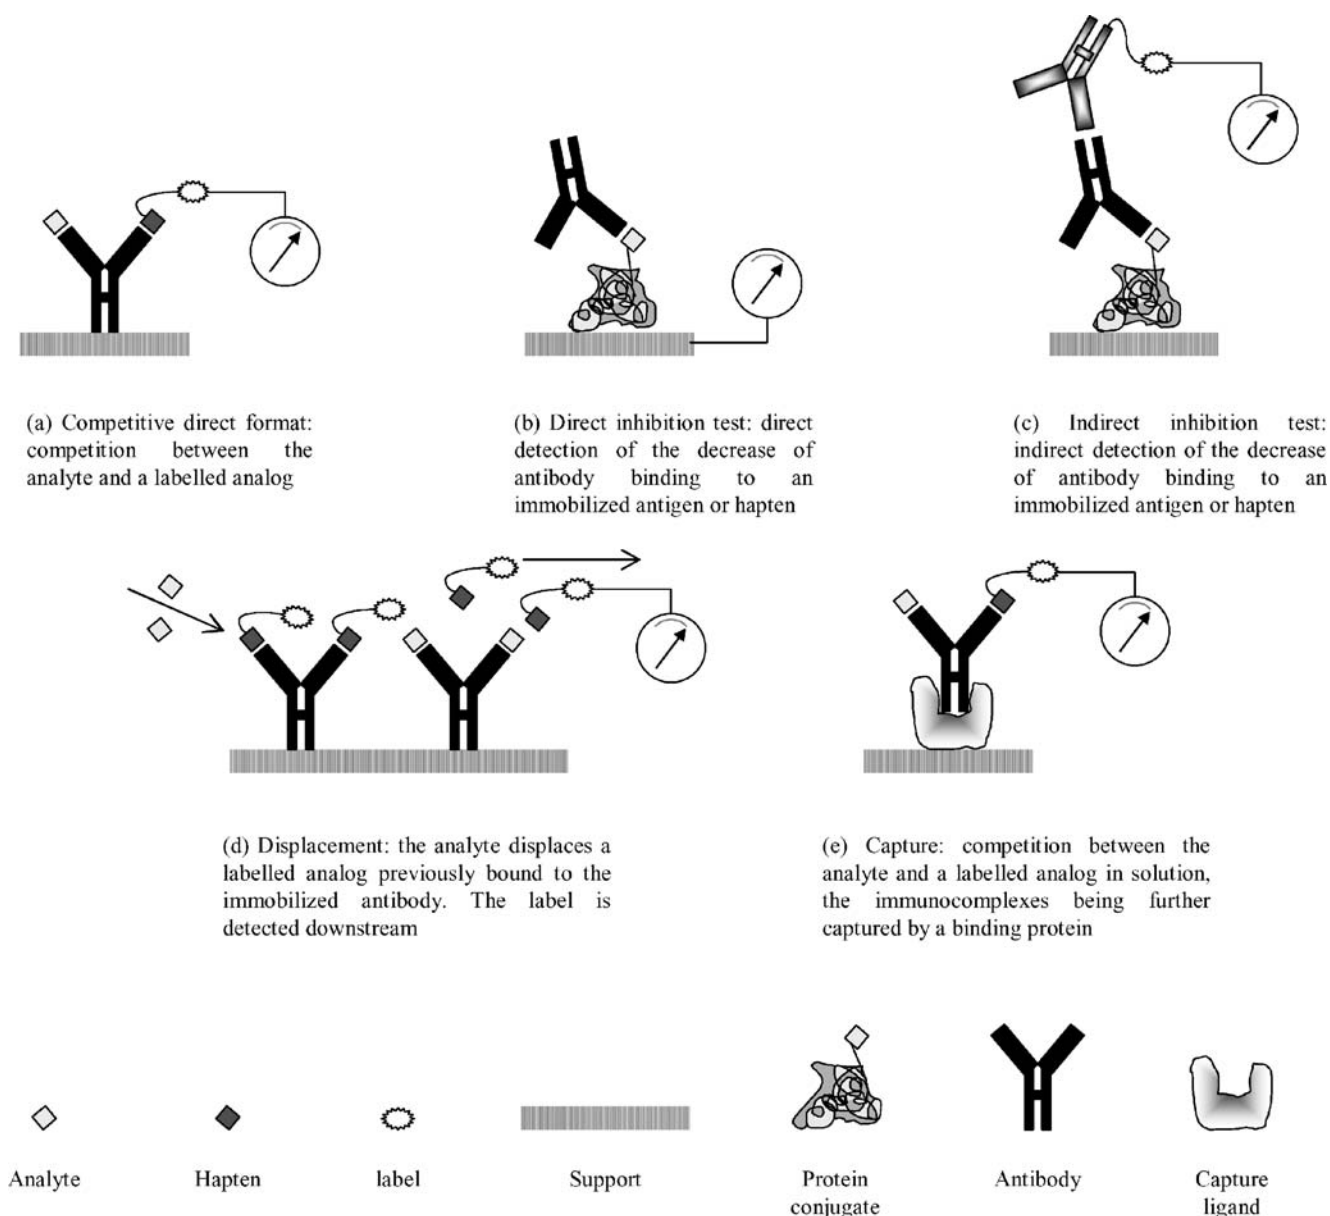 (a) Competitive direct format:
competition between the
analyte and a labelled analog
(b) Direct inhibition test: direct
detection of the decrease of
antibody binding to an
immobilized antigen or hapten
(c) Indirect inhibition test:
indirect detection of the decrease
of antibody binding to an
immobilized antigen or hapten
(d) Displacement: the analyte displaces a
labelled analog previously bound to the
immobilized antibody. The label is
detected downstream
(e) Capture: competition between the
analyte and a labelled analog in solution,
the immunocomplexes being further
captured by a binding protein
Analyte
Hapten
label
Support
Protein
conjugate
Antibody
Capture
ligand